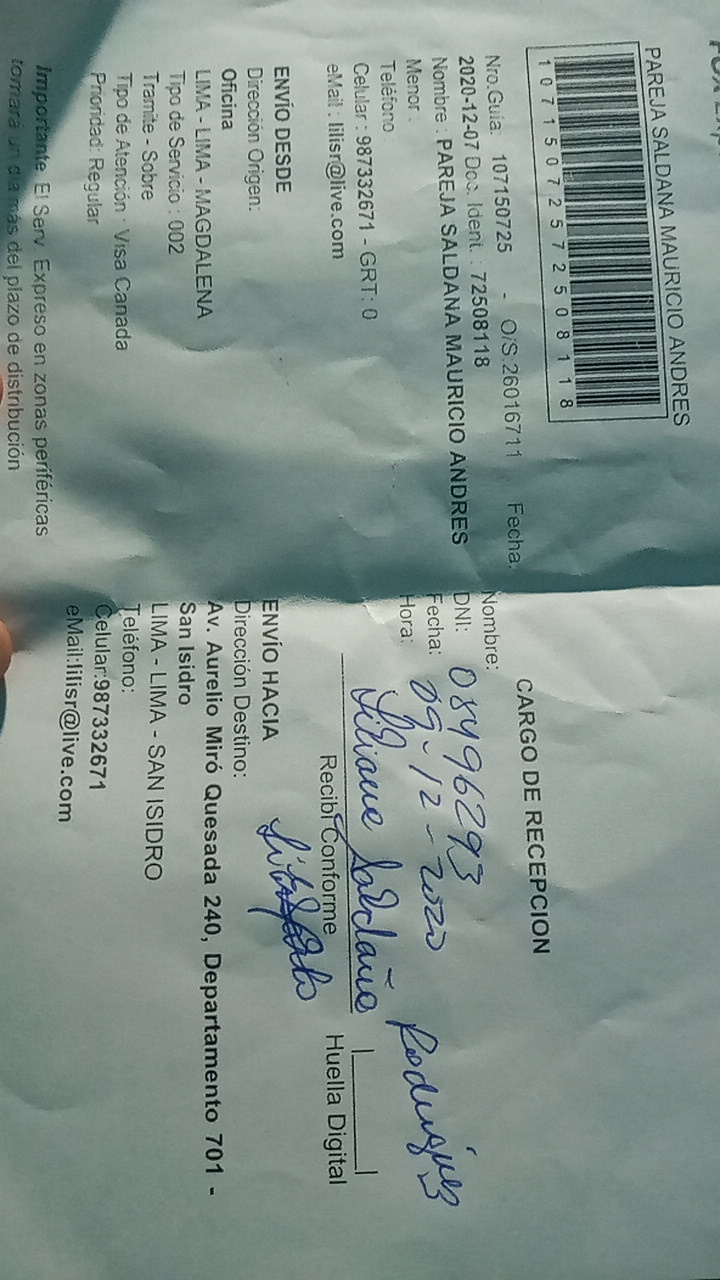 PAREJA SALDANA MAURICIO ANDRES
10715072572508118
Nro.Guia: 107150725 - O/S.26016711 Fecha:
2020-12-07 Doc. Ident. : 72508118
Nombre : PAREJA SALDANA MAURICIO ANDRES
Menor :
Teléfono :
Celular : 987332671 - GRT: 0
eMail : lilisr@live.com
ENVÍO DESDE
Dirección Origen:
Oficina
LIMA - LIMA - MAGDALENA
Tipo de Servicio : 002
Tramite - Sobre
Tipo de Atención : Visa Canada
Prioridad: Regular
Importante El Serv. Expreso en zonas periféricas
tomara un dia más del plazo de distribución
CARGO DE RECEPCION
Nombre:
DNI: 08496293
Fecha: 09-12-2020
Hora:
Liliane Saldaña Rodriguez
Recibí Conforme
Huella Digital
ENVÍO HACIA
Dirección Destino:
Av. Aurelio Miró Quesada 240, Departamento 701 -
San Isidro
LIMA - LIMA - SAN ISIDRO
Teléfono:
Celular:987332671
eMail:lilisr@live.com